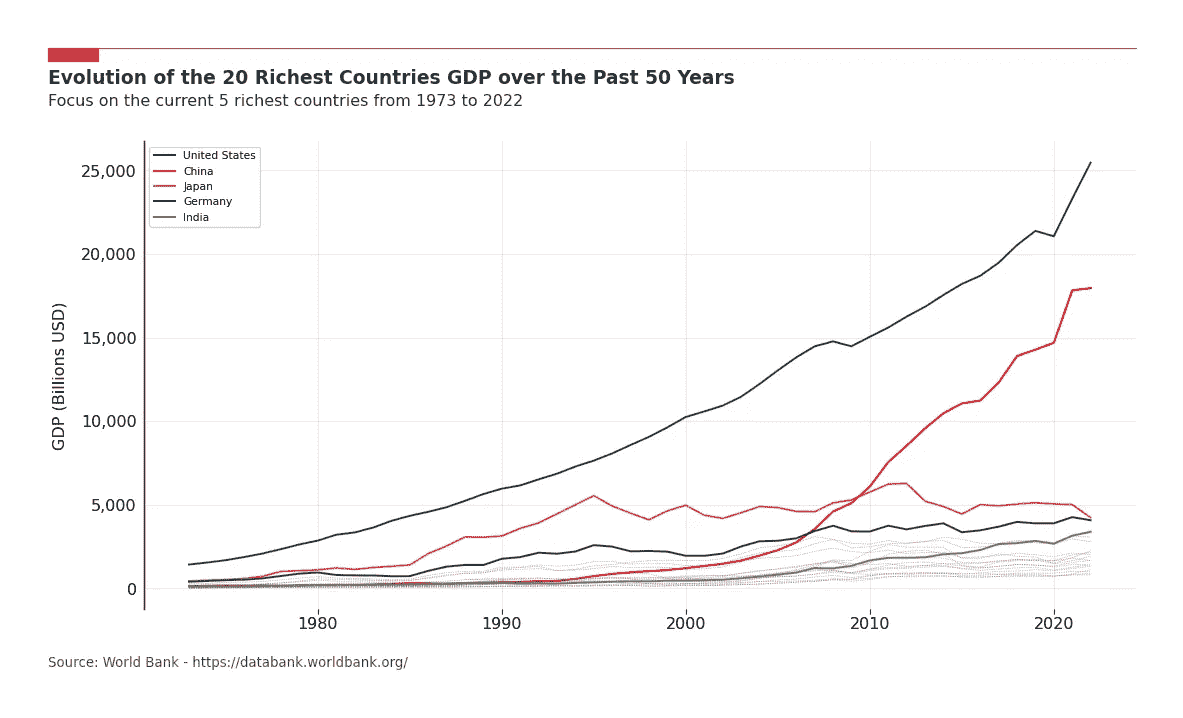 Evolution of the 20 Richest Countries GDP over the Past 50 Years
Focus on the current 5 richest countries from 1973 to 2022
United States
China
Japan
Germany
India
GDP (Billions USD)
25,000
20,000
15,000
10,000
5,000
0
1980 1990 2000 2010 2020
Source: World Bank - https://databank.worldbank.org/